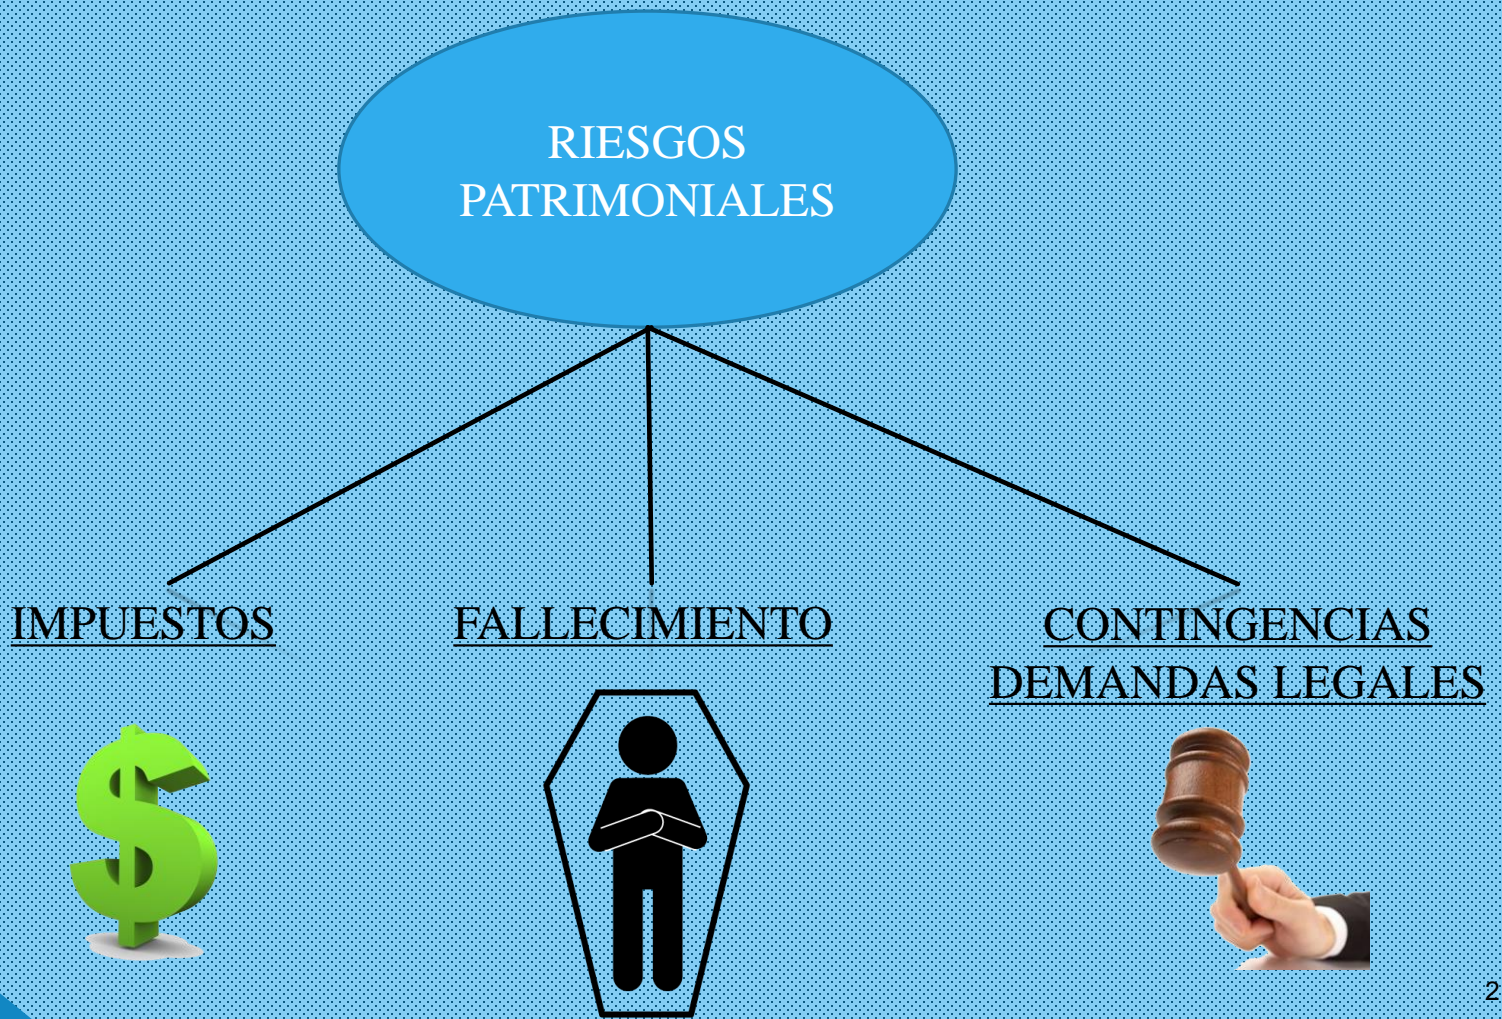 RIESGOS
PATRIMONIALES
IMPUESTOS
FALLECIMIENTO
CONTINGENCIAS
DEMANDAS LEGALES
2